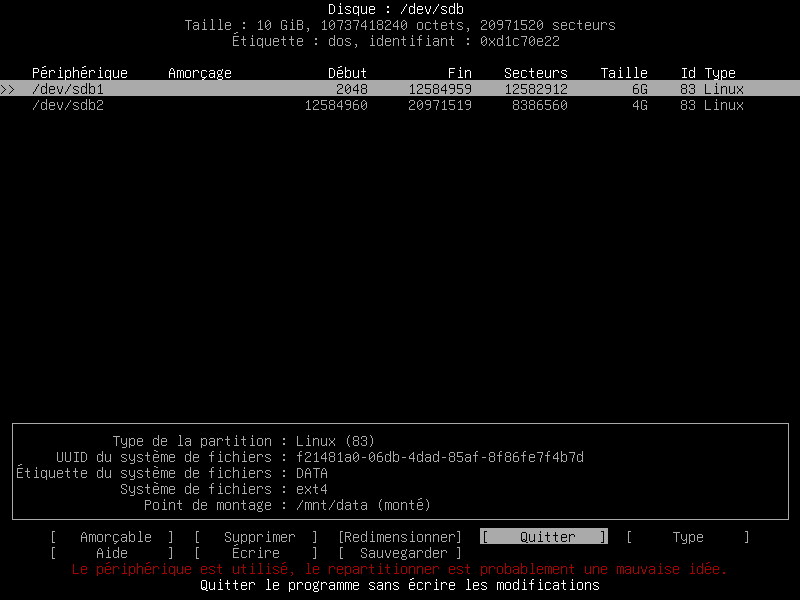 Disque : /dev/sdb
Taille : 10 GiB, 10737418240 octets, 20971520 secteurs
Étiquette : dos, identifiant : 0xd1c70e22
Périphérique Amorçage Début Fin Secteurs Taille Id Type
>> /dev/sdb1 2048 12584959 12582912 6G 83 Linux
/dev/sdb2 12584960 20971519 8386560 4G 83 Linux
Type de la partition : Linux (83)
UUID du système de fichiers : f21481a0-06db-4dad-85af-8f86fe7f4b7d
Étiquette du système de fichiers : DATA
Système de fichiers : ext4
Point de montage : /mnt/data (monté)
[ Amorçable ] [ Supprimer ] [Redimensionner] [ Quitter ] [ Type ]
[ Aide ] [ Écrire ] [ Sauvegarder ]
Le périphérique est utilisé, le repartitionner est probablement une mauvaise idée.
Quitter le programme sans écrire les modifications